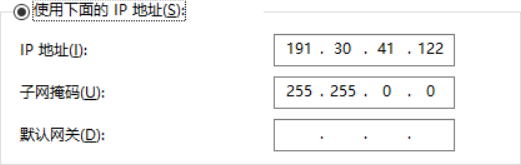 使用下面的 IP 地址(S):
IP 地址(I): 191 . 30 . 41 . 122
子网掩码(U): 255 . 255 . 0 . 0
默认网关(D): . . .